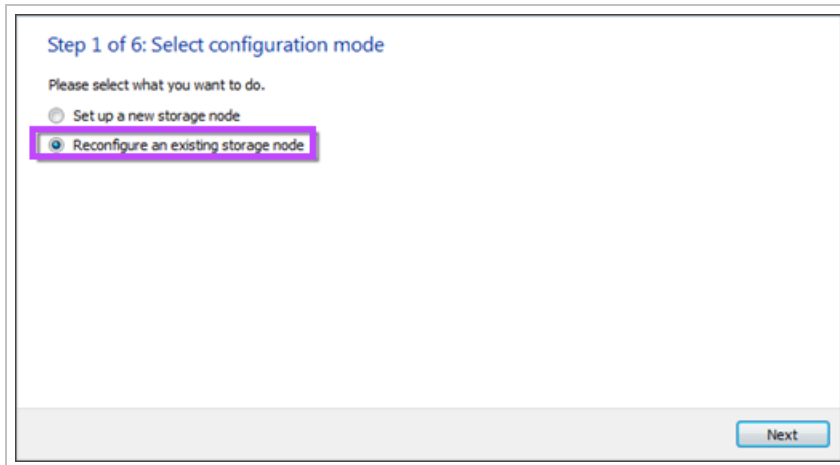 Step 1 of 6: Select configuration mode
Please select what you want to do.
Set up a new storage node
Reconfigure an existing storage node
Next